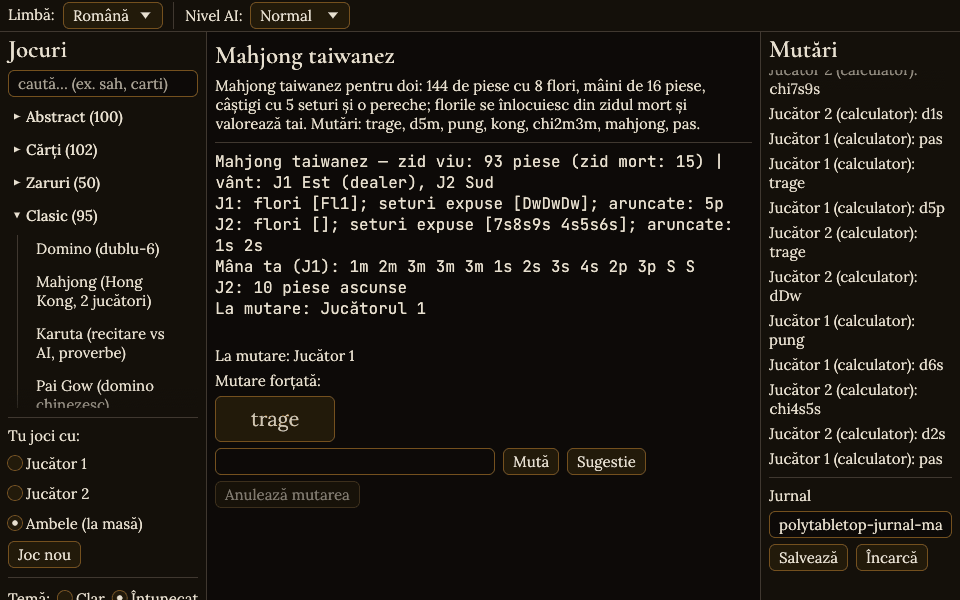 Limbă: Română ▼ Nivel AI: Normal ▼
Jocuri
caută... (ex. sah, carti)
▸ Abstract (100)
▸ Cărți (102)
▸ Zaruri (50)
▾ Clasic (95)
Domino (dublu-6)
Mahjong (Hong
Kong, 2 jucători)
Karuta (recitare vs
AI, proverbe)
Pai Gow (domino
chinezesc)
Tu joci cu:
Jucător 1
Jucător 2
Ambele (la masă)
Joc nou
Temă: Clar Întunecat
Mahjong taiwanez
Mahjong taiwanez pentru doi: 144 de piese cu 8 flori, mâini de 16 piese,
câștigi cu 5 seturi și o pereche; florile se înlocuiesc din zidul mort și
valorează tai. Mutări: trage, d5m, pung, kong, chi2m3m, mahjong, pas.
Mahjong taiwanez — zid viu: 93 piese (zid mort: 15) |
vânt: J1 Est (dealer), J2 Sud
J1: flori [Fl1]; seturi expuse [DwDwDw]; aruncate: 5p
J2: flori []; seturi expuse [7s8s9s 4s5s6s]; aruncate:
1s 2s
Mâna ta (J1): 1m 2m 3m 3m 3m 1s 2s 3s 4s 2p 3p S S
J2: 10 piese ascunse
La mutare: Jucătorul 1
La mutare: Jucător 1
Mutare forțată:
trage
Mută Sugestie
Anulează mutarea
Mutări
Jucător 2 (calculator):
chi7s9s
Jucător 2 (calculator): d1s
Jucător 1 (calculator): pas
Jucător 1 (calculator):
trage
Jucător 1 (calculator): d5p
Jucător 2 (calculator):
trage
Jucător 2 (calculator):
dDw
Jucător 1 (calculator):
pung
Jucător 1 (calculator): d6s
Jucător 2 (calculator):
chi4s5s
Jucător 2 (calculator): d2s
Jucător 1 (calculator): pas
Jurnal
polytabletop-jurnal-ma
Salvează Încarcă